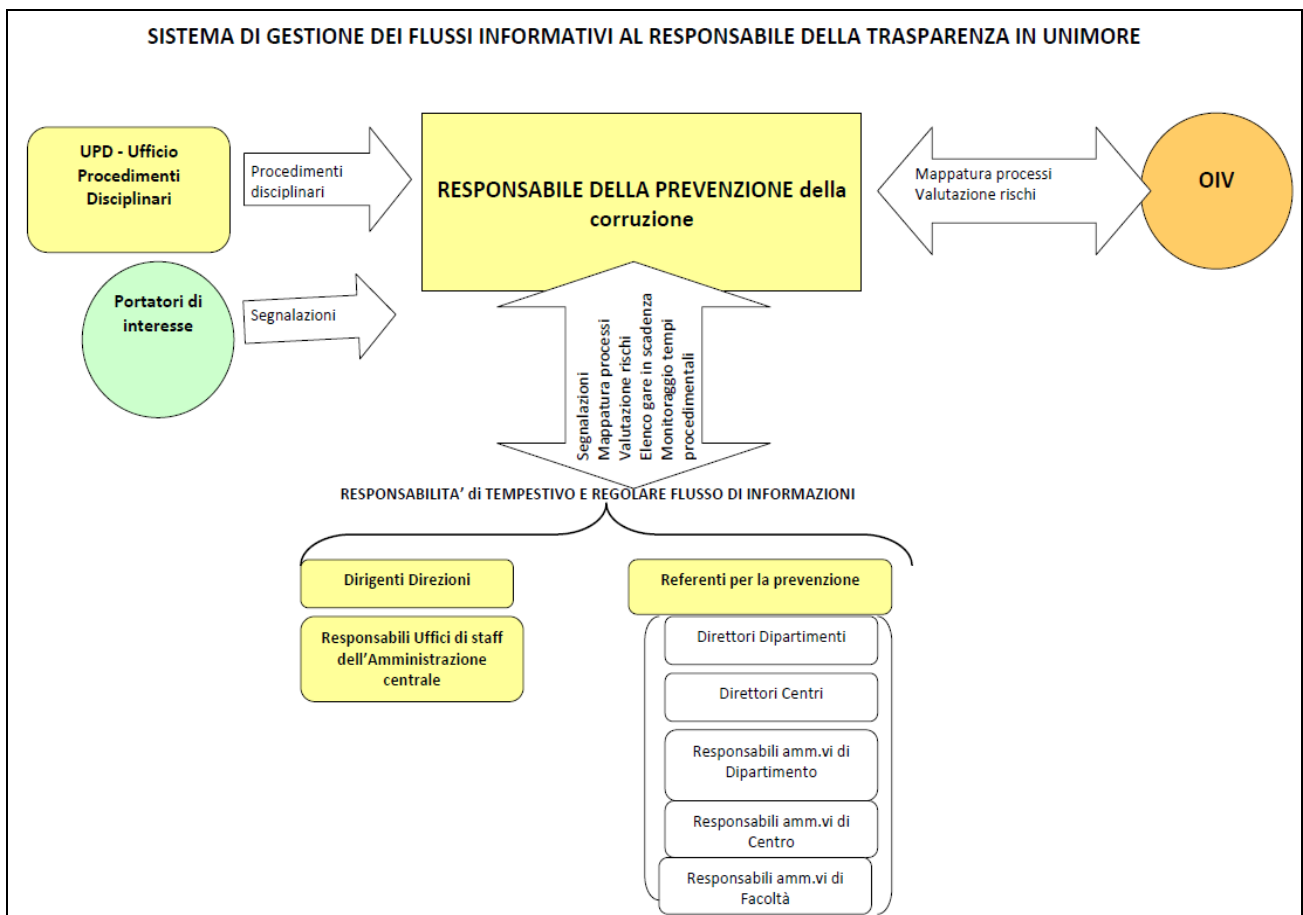 SISTEMA DI GESTIONE DEI FLUSSI INFORMATIVI AL RESPONSABILE DELLA TRASPARENZA IN UNIMORE
UPD - Ufficio
Procedimenti
Disciplinari
Procedimenti
disciplinari
RESPONSABILE DELLA PREVENZIONE della
corruzione
Mappatura processi
Valutazione rischi
OIV
Portatori di
interesse
Segnalazioni
Segnalazioni
Mappatura processi
Valutazione rischi
Elenco gare in scadenza
Monitoraggio tempi
procedimentali
RESPONSABILITA' di TEMPESTIVO E REGOLARE FLUSSO DI INFORMAZIONI
Dirigenti Direzioni
Responsabili Uffici di staff
dell'Amministrazione
centrale
Referenti per la prevenzione
Direttori Dipartimenti
Direttori Centri
Responsabili amm.vi di
Dipartimento
Responsabili amm.vi di
Centro
Responsabili amm.vi di
Facoltà